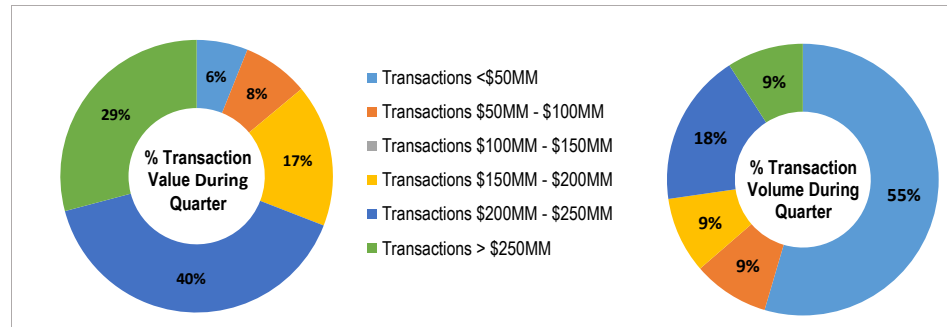 6%
8%
17%
40%
29%
% Transaction
Value During
Quarter
Transactions <$50MM
Transactions $50MM - $100MM
Transactions $100MM - $150MM
Transactions $150MM - $200MM
Transactions $200MM - $250MM
Transactions > $250MM
55%
9%
9%
18%
9%
% Transaction
Volume During
Quarter